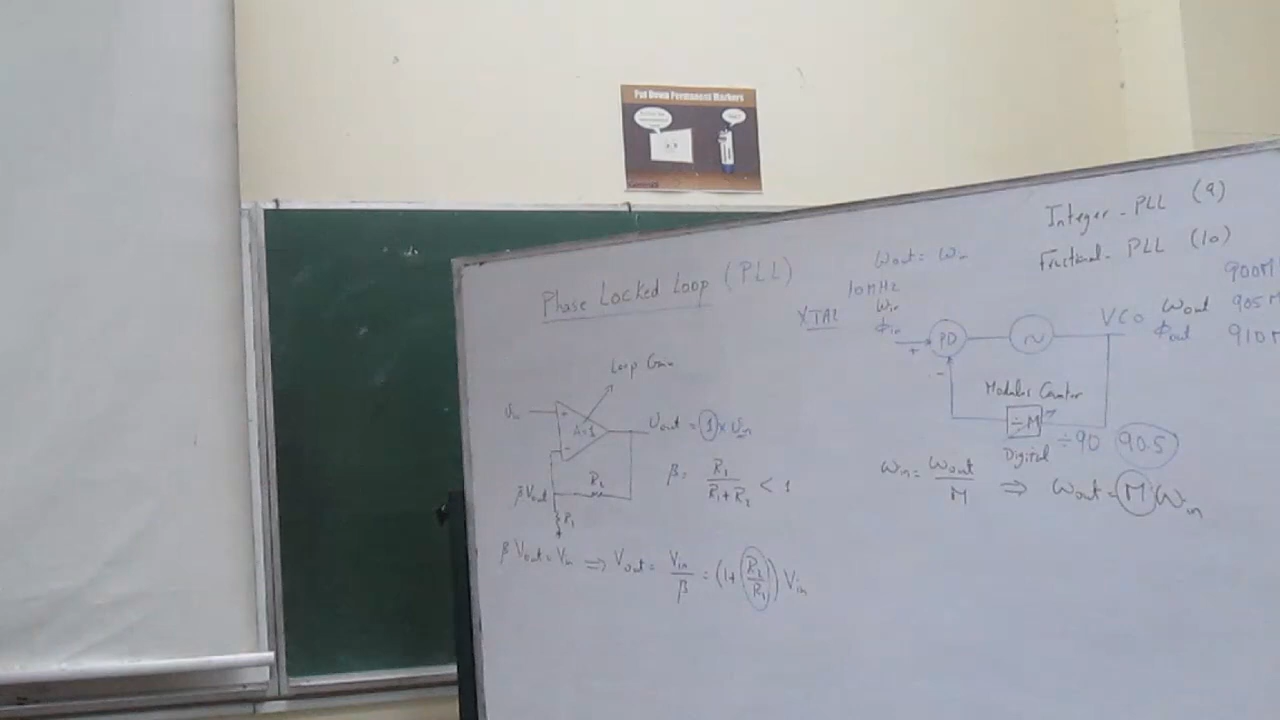 Put Down Permanent Markers
Integer - PLL (9)
Fractional - PLL (10)
Phase Locked Loop (PLL)
ωout = ωin
10 MHz
XTAL
ωin
ϕin
+
-
PD
~
VCO
ωout
ϕout
900M
905M
910M
Modulus Counter
÷M
Digital
÷90 90.5
ωin = ωout/M ⇒ ωout = M ωin
Loop Gain
Vin
+
-
A=1
Vout = 1 × Vin
R2
βVout
R1
β = R1/(R1+R2) < 1
β Vout = Vin ⇒ Vout = Vin/β = (1 + R2/R1) Vin